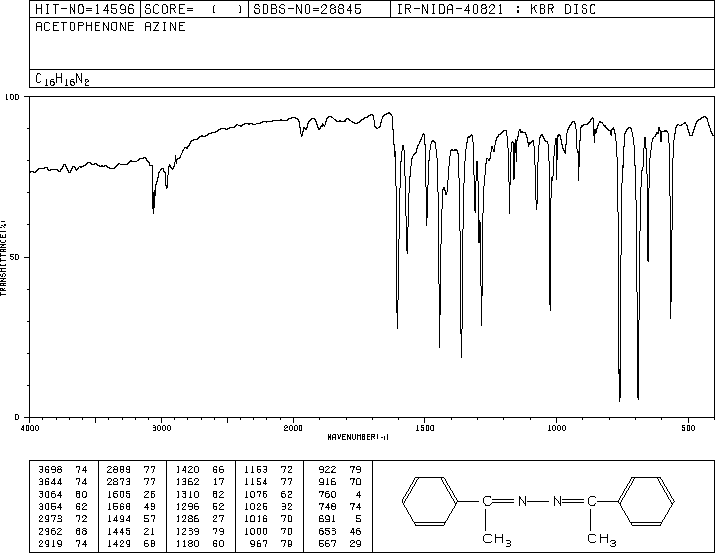 HIT-NO=14596 SCORE= ( ) SDBS-NO=28845 IR-NIDA-40821 : KBR DISC
ACETOPHENONE AZINE
C16H16N2
100
50
0
TRANSMITTANCE(%)
4000 3000 2000 1500 1000 500
WAVENUMBER(-1)
3698 74 2889 77 1420 66 1163 72 922 79
3644 74 2873 77 1362 17 1154 77 916 70
3064 60 1605 26 1310 62 1076 62 760 4
3054 62 1568 49 1296 52 1026 32 748 74
2973 72 1494 57 1286 27 1016 70 691 5
2962 68 1445 21 1239 79 1000 70 653 46
2919 74 1429 68 1180 60 967 79 567 29
C N N C
CH3 CH3